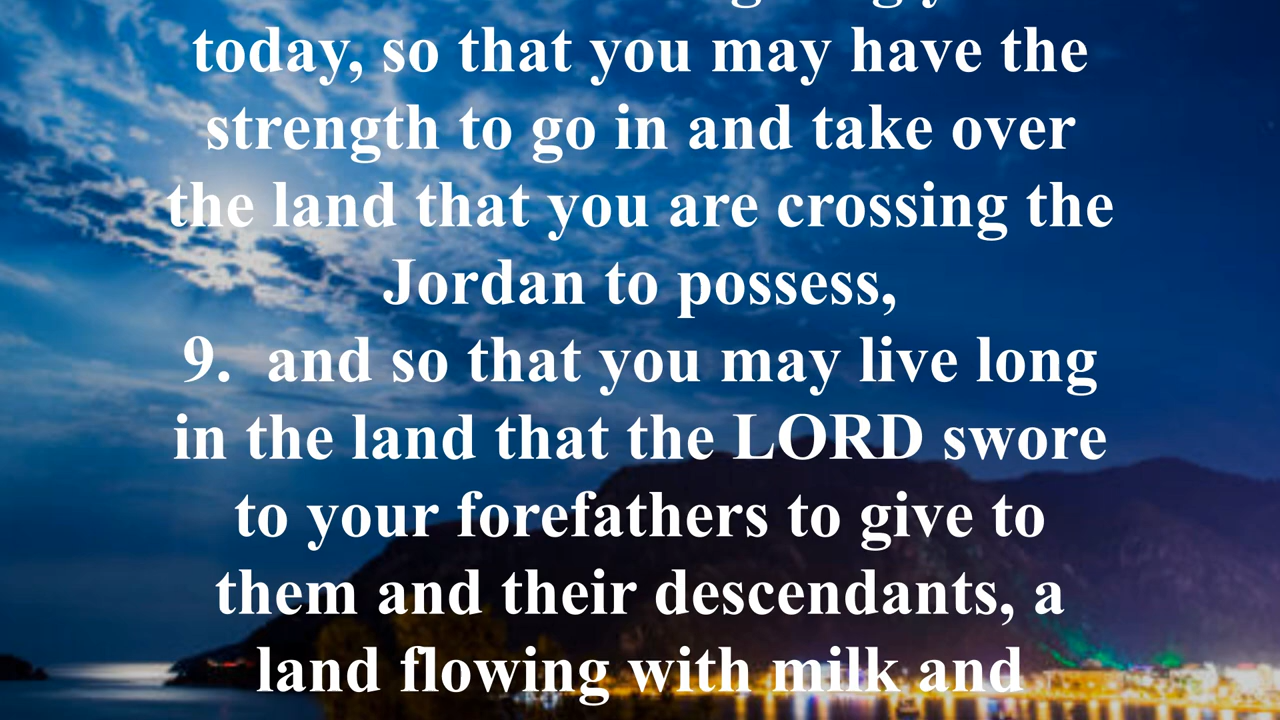 today, so that you may have the
strength to go in and take over
the land that you are crossing the
Jordan to possess,
9. and so that you may live long
in the land that the LORD swore
to your forefathers to give to
them and their descendants, a
land flowing with milk and